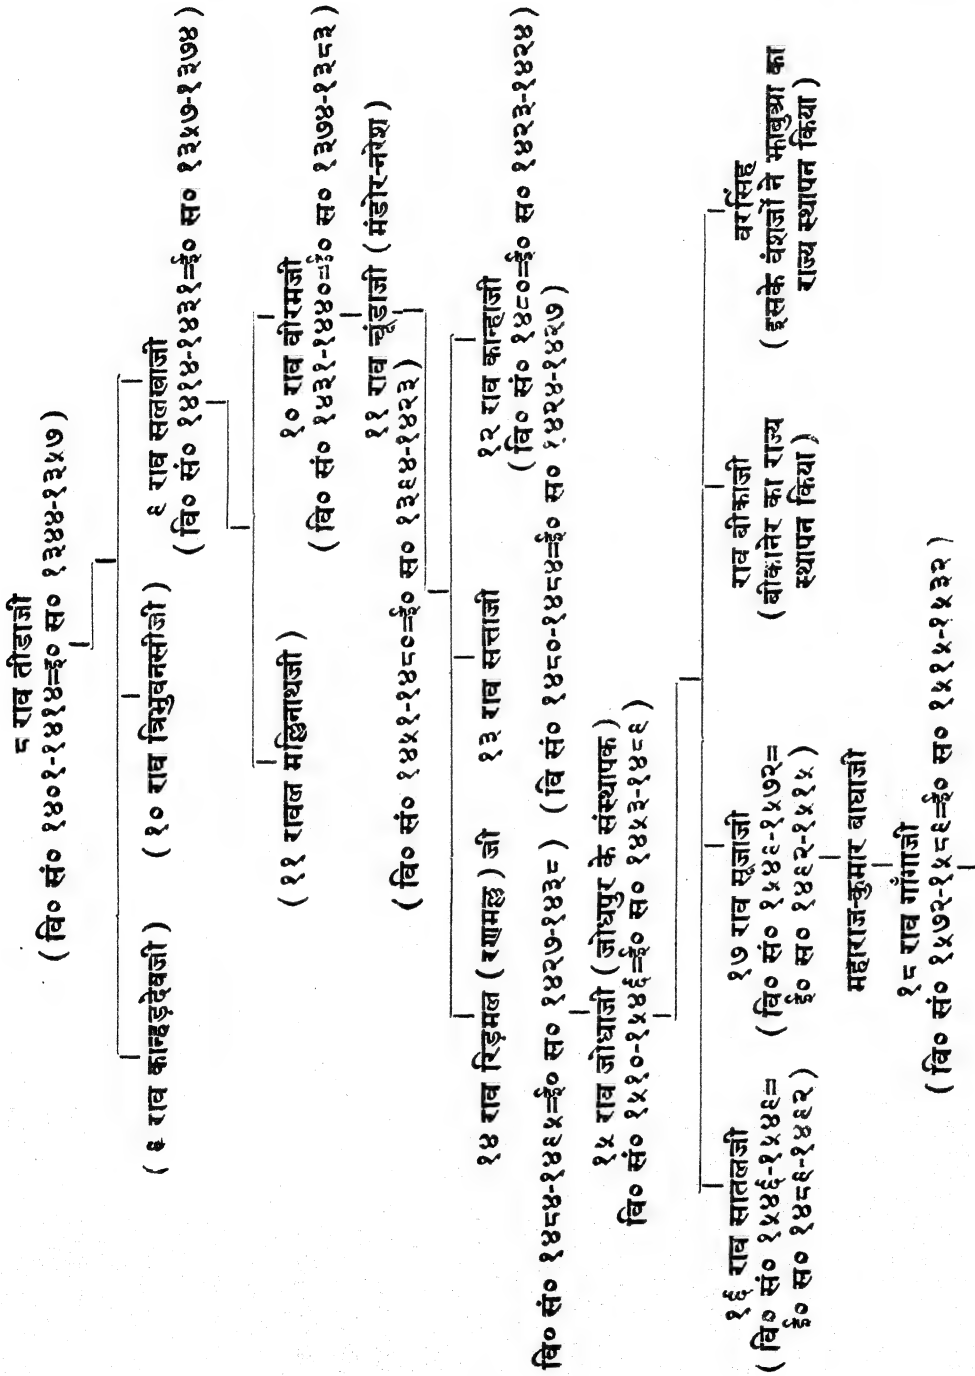 ८ राव तीडाजी
( वि० सं० १४०१-१४१४=इ० स० १३४४-१३५७ )
( ९ राव कान्हड़देवजी ) ( १० राव त्रिभुवनसीजी ) ९ राव सलखाजी
( वि० सं० १४१४-१४३१=ई० स० १३५७-१३७४ )
( ११ रावल मल्लिनाथजी ) १० राव वीरमजी
( वि० सं० १४३१-१४४०=ई० स० १३७४-१३८३ )
११ राव चूंडाजी ( मंडोर-नरेश )
( वि० सं० १४५१-१४८०=ई० स० १३९४-१४२३ )
१४ राव रिड़मल ( रणमल्ल ) जी १३ राव सत्ताजी १२ राव कान्हाजी
( वि० सं० १४८०=ई० स० १४२३-१४२४ )
वि० सं० १४८४-१४९५=ई० स० १४२७-१४३८ ) ( वि सं० १४८०-१४८४=ई० स० १४२४-१४२७ )
१५ राव जोधाजी ( जोधपुर के संस्थापक )
वि० सं० १५१०-१५४६=ई० स० १४५३-१४८९ )
१६ राव सातलजी १७ राव सूजाजी राव बीकाजी वरसिंह
( वि० सं० १५४६-१५४९= ( वि० सं० १५४९-१५७२= ( बीकानेर का राज्य ( इसके वंशजों ने झाबुआ का
ई० स० १४८९-१४९२ ) ई० स० १४९२-१५१५ ) स्थापन किया ) राज्य स्थापन किया )
महाराज-कुमार बाघाजी
१८ राव गाँगाजी
( वि० सं० १५७२-१५८९=ई० स० १५१५-१५३२ )